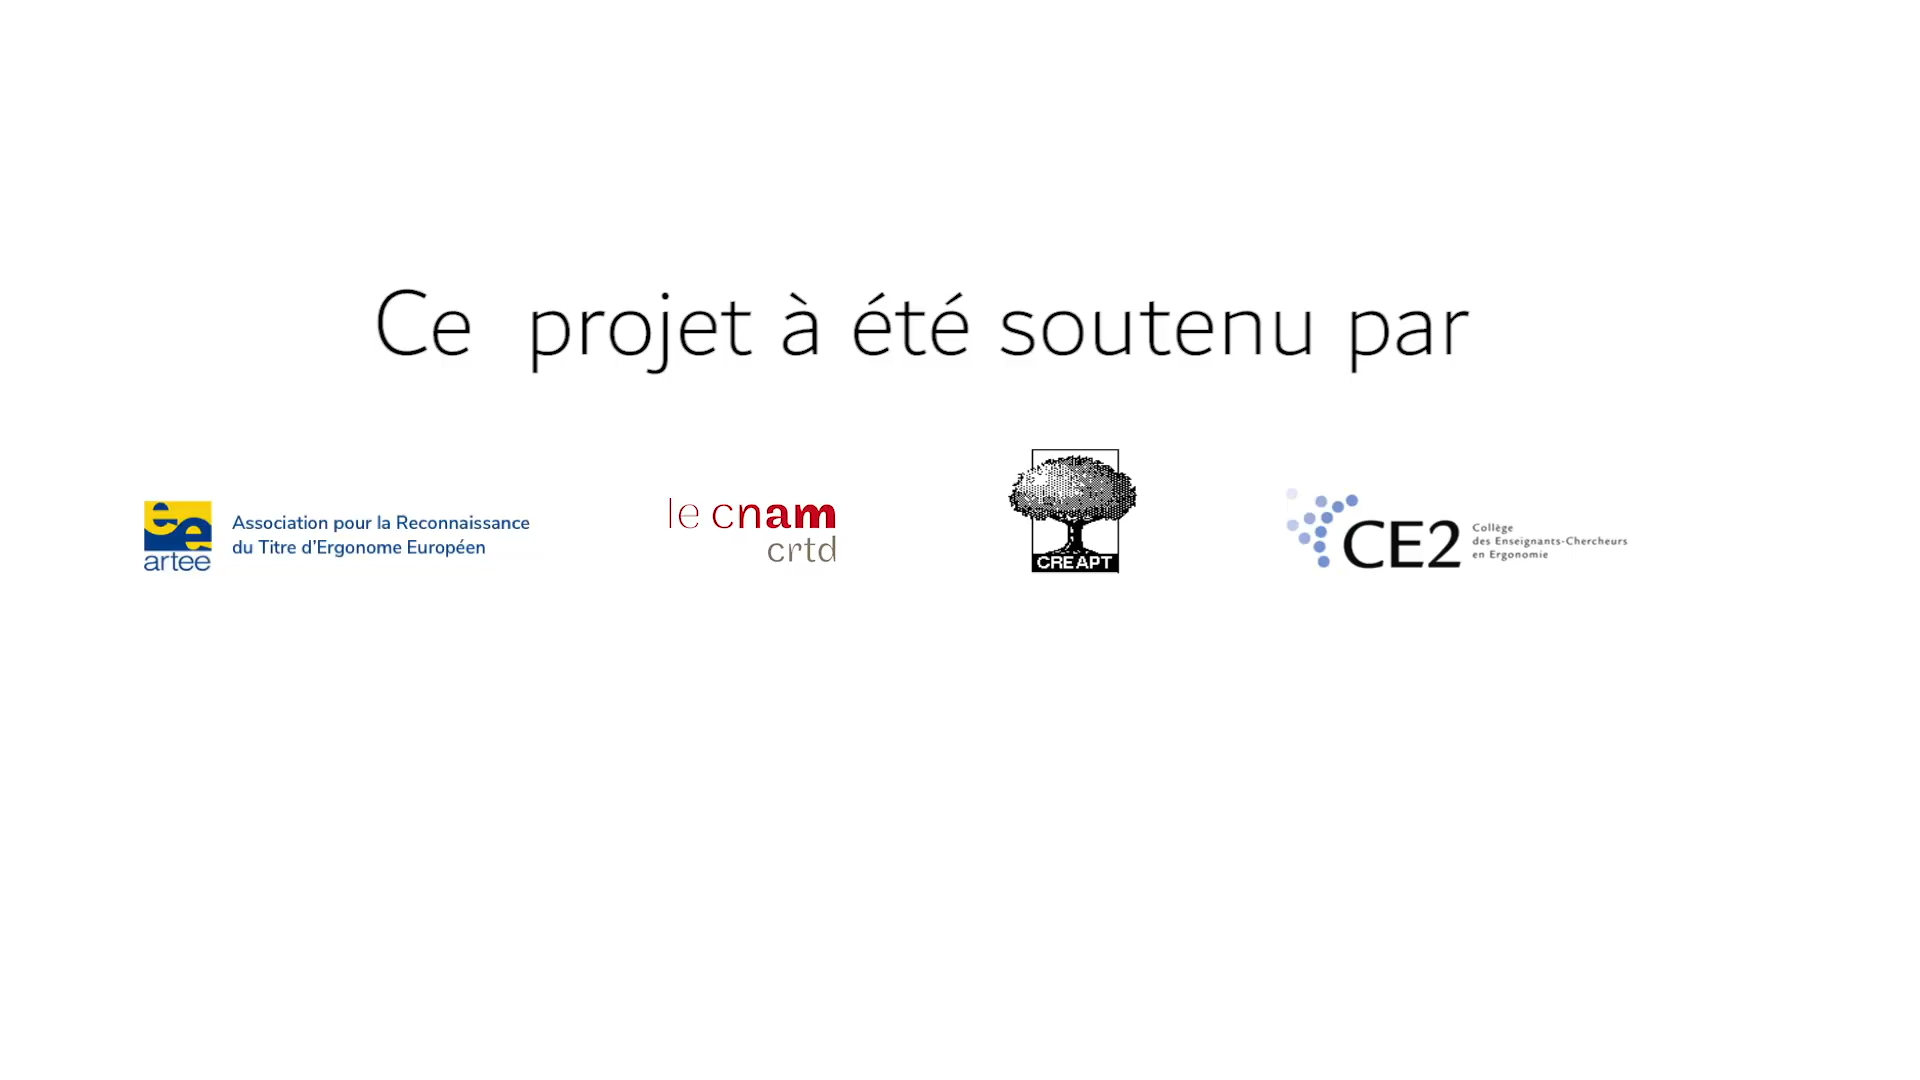 Ce projet à été soutenu par
artee
Association pour la Reconnaissance
du Titre d'Ergonome Européen
le cnam
crtd
CREAPT
CE2
Collège
des Enseignants-Chercheurs
en Ergonomie